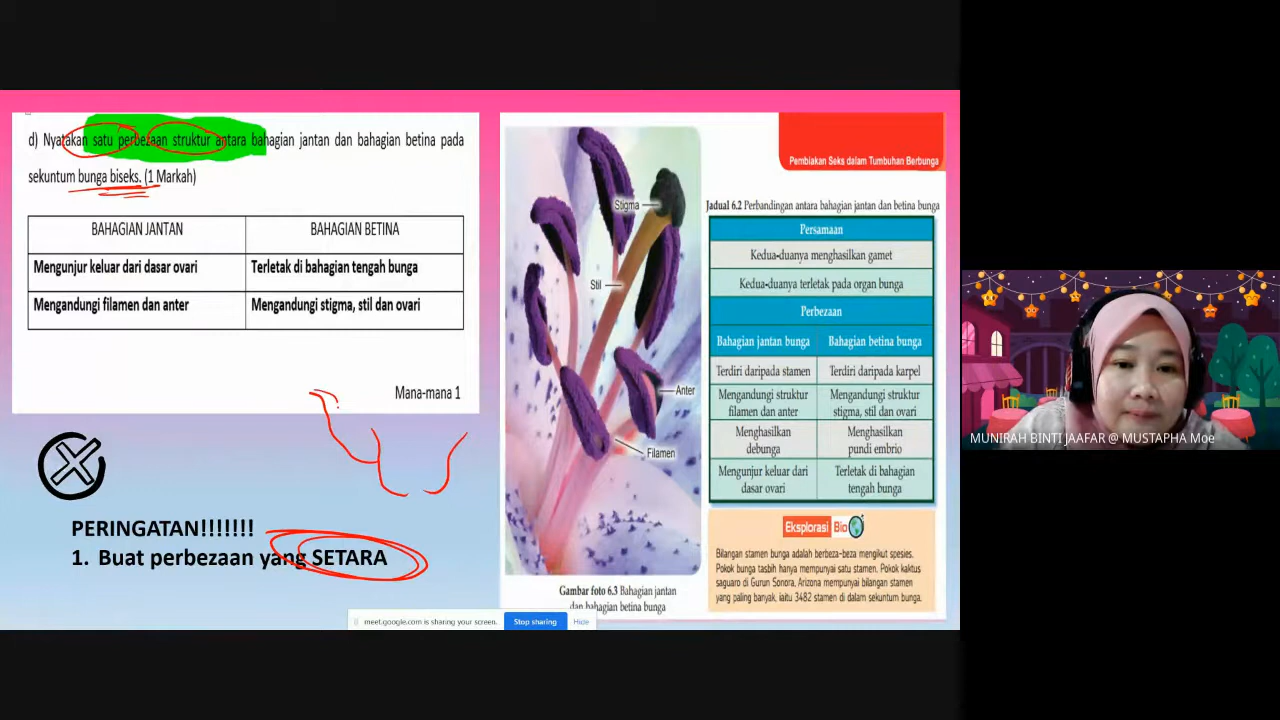 d) Nyatakan satu perbezaan struktur antara bahagian jantan dan bahagian betina pada
sekuntum bunga biseks. (1 Markah)
BAHAGIAN JANTAN
BAHAGIAN BETINA
Mengunjur keluar dari dasar ovari
Terletak di bahagian tengah bunga
Mengandungi filamen dan anter
Mengandungi stigma, stil dan ovari
Mana-mana 1
PERINGATAN!!!!!!!
1. Buat perbezaan yang SETARA
Stigma
Stil
Anter
Filamen
Gambar foto 6.3 Bahagian jantan
dan bahagian betina bunga
Pembiakan Seks dalam Tumbuhan Berbunga
Jadual 6.2 Perbandingan antara bahagian jantan dan betina bunga
Persamaan
Kedua-duanya menghasilkan gamet
Kedua-duanya terletak pada organ bunga
Perbezaan
Bahagian jantan bunga
Bahagian betina bunga
Terdiri daripada stamen
Terdiri daripada karpel
Mengandungi struktur
filamen dan anter
Mengandungi struktur
stigma, stil dan ovari
Menghasilkan
debunga
Menghasilkan
pundi embrio
Mengunjur keluar dari
dasar ovari
Terletak di bahagian
tengah bunga
Eksplorasi Bio
Bilangan stamen bunga adalah berbeza-beza mengikut spesies.
Pokok bunga tasbih hanya mempunyai satu stamen. Pokok kaktus
saguaro di Gurun Sonora, Arizona mempunyai bilangan stamen
yang paling banyak, iaitu 3482 stamen di dalam sekuntum bunga.
meet.google.com is sharing your screen.
Stop sharing
Hide
MUNIRAH BINTI JAAFAR @ MUSTAPHA Moe